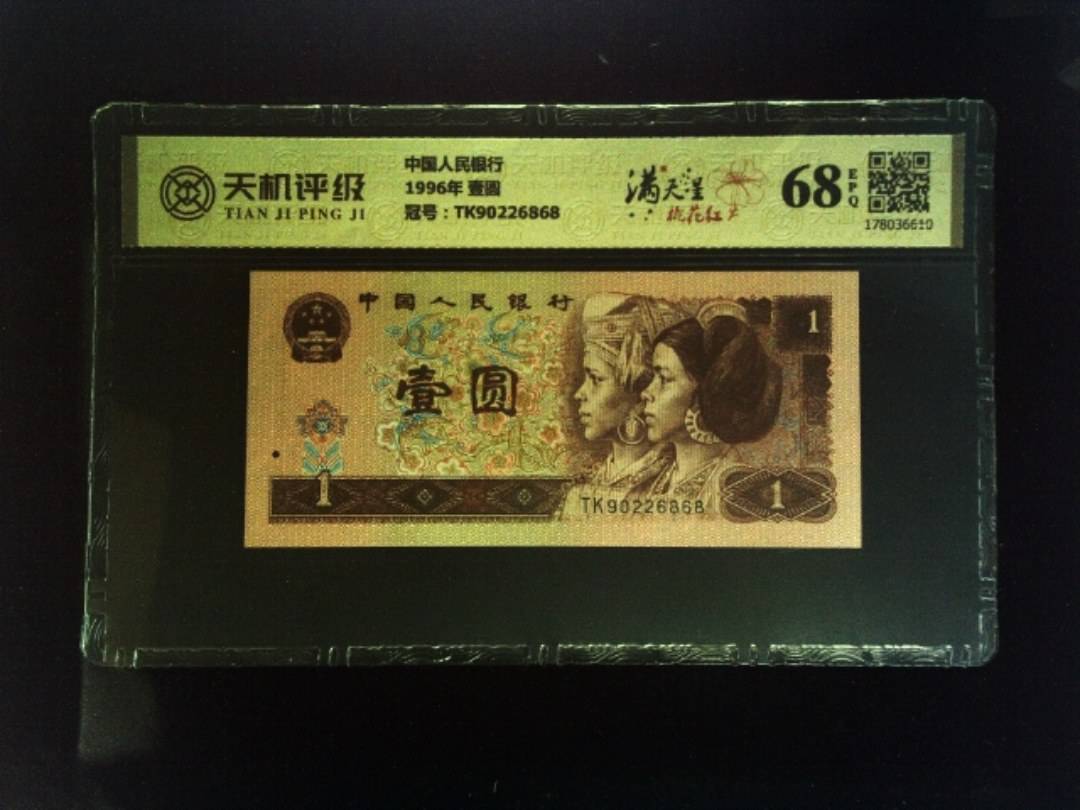 天机评级
TIAN JI PING JI
中国人民银行
1996年 壹圆
冠号：TK90226868
满天星
桃花红
68
EPQ
178036610
中国人民银行
壹圆
1
1
TK90226868
1